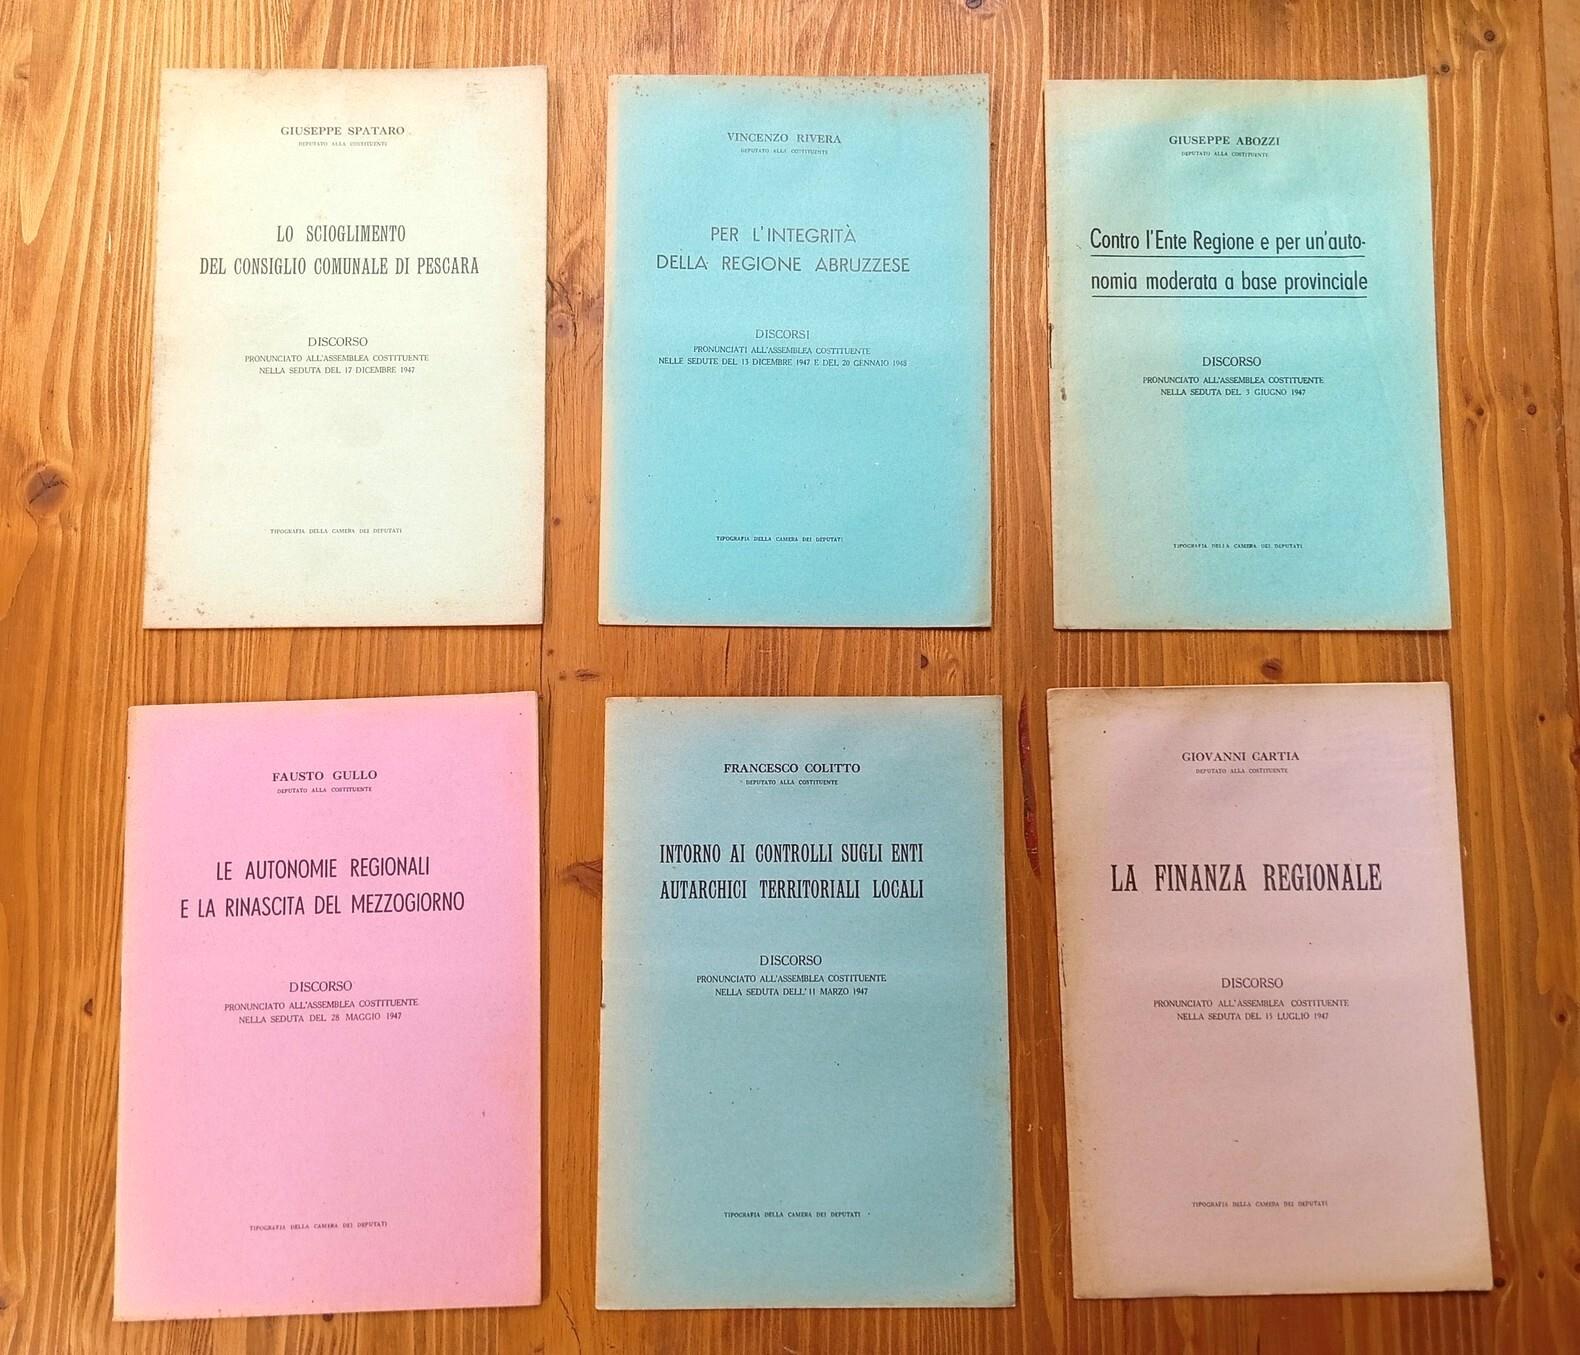 GIUSEPPE SPATARO
DEPUTATO ALLA COSTITUENTE
LO SCIOGLIMENTO
DEL CONSIGLIO COMUNALE DI PESCARA
DISCORSO
PRONUNCIATO ALL'ASSEMBLEA COSTITUENTE
NELLA SEDUTA DEL 17 DICEMBRE 1947
TIPOGRAFIA DELLA CAMERA DEI DEPUTATI
VINCENZO RIVERA
DEPUTATO ALLA COSTITUENTE
PER L'INTEGRITÀ
DELLA REGIONE ABRUZZESE
DISCORSI
PRONUNCIATI ALL'ASSEMBLEA COSTITUENTE
NELLE SEDUTE DEL 13 DICEMBRE 1947 E DEL 20 GENNAIO 1948
TIPOGRAFIA DELLA CAMERA DEI DEPUTATI
GIUSEPPE ABOZZI
DEPUTATO ALLA COSTITUENTE
Contro l'Ente Regione e per un'auto-
nomia moderata a base provinciale
DISCORSO
PRONUNCIATO ALL'ASSEMBLEA COSTITUENTE
NELLA SEDUTA DEL 3 GIUGNO 1947
TIPOGRAFIA DELLA CAMERA DEI DEPUTATI
FAUSTO GULLO
DEPUTATO ALLA COSTITUENTE
LE AUTONOMIE REGIONALI
E LA RINASCITA DEL MEZZOGIORNO
DISCORSO
PRONUNCIATO ALL'ASSEMBLEA COSTITUENTE
NELLA SEDUTA DEL 28 MAGGIO 1947
TIPOGRAFIA DELLA CAMERA DEI DEPUTATI
FRANCESCO COLITTO
DEPUTATO ALLA COSTITUENTE
INTORNO AI CONTROLLI SUGLI ENTI
AUTARCHICI TERRITORIALI LOCALI
DISCORSO
PRONUNCIATO ALL'ASSEMBLEA COSTITUENTE
NELLA SEDUTA DELL'11 MARZO 1947
TIPOGRAFIA DELLA CAMERA DEI DEPUTATI
GIOVANNI CARTIA
DEPUTATO ALLA COSTITUENTE
LA FINANZA REGIONALE
DISCORSO
PRONUNCIATO ALL'ASSEMBLEA COSTITUENTE
NELLA SEDUTA DEL 15 LUGLIO 1947
TIPOGRAFIA DELLA CAMERA DEI DEPUTATI